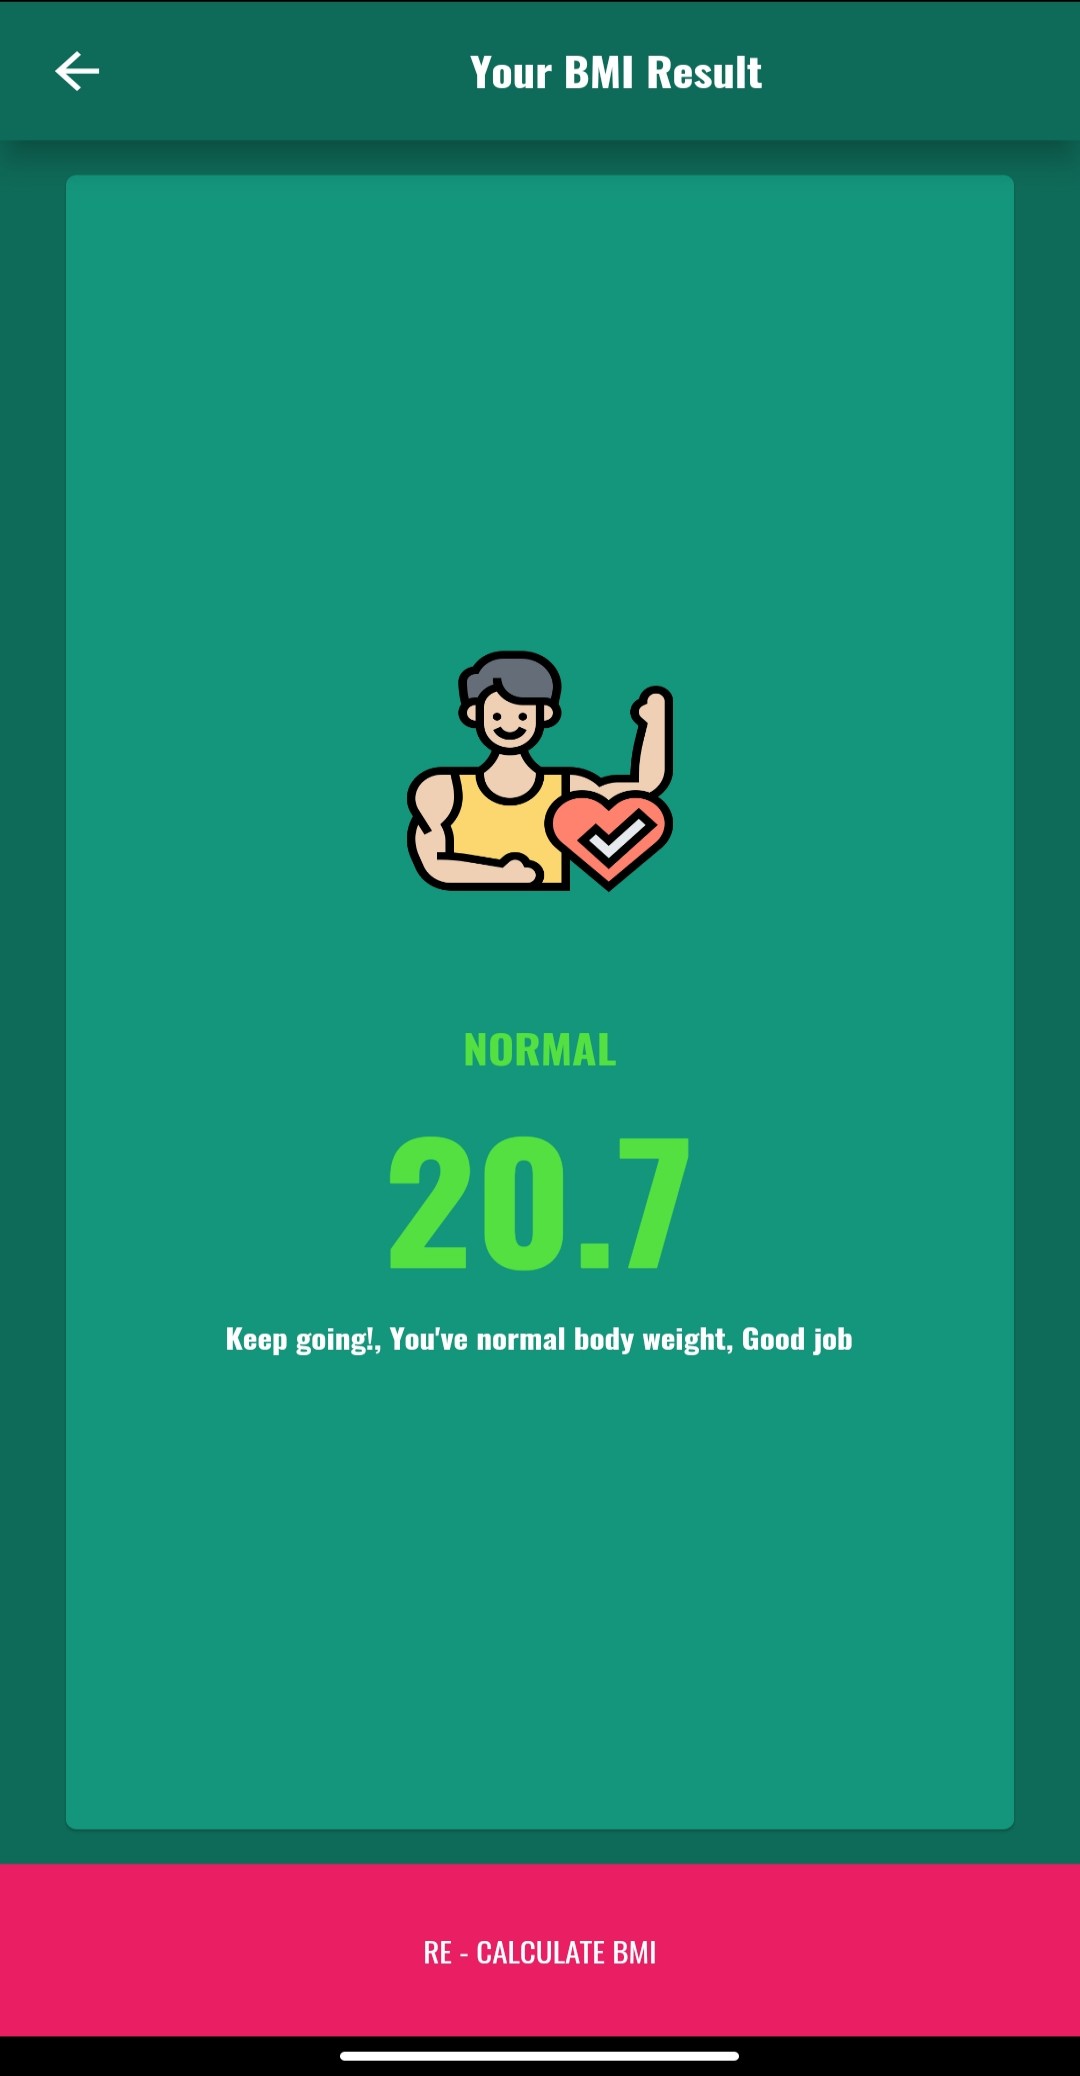 Your BMI Result
NORMAL
20.7
Keep going!, You've normal body weight, Good job
RE - CALCULATE BMI